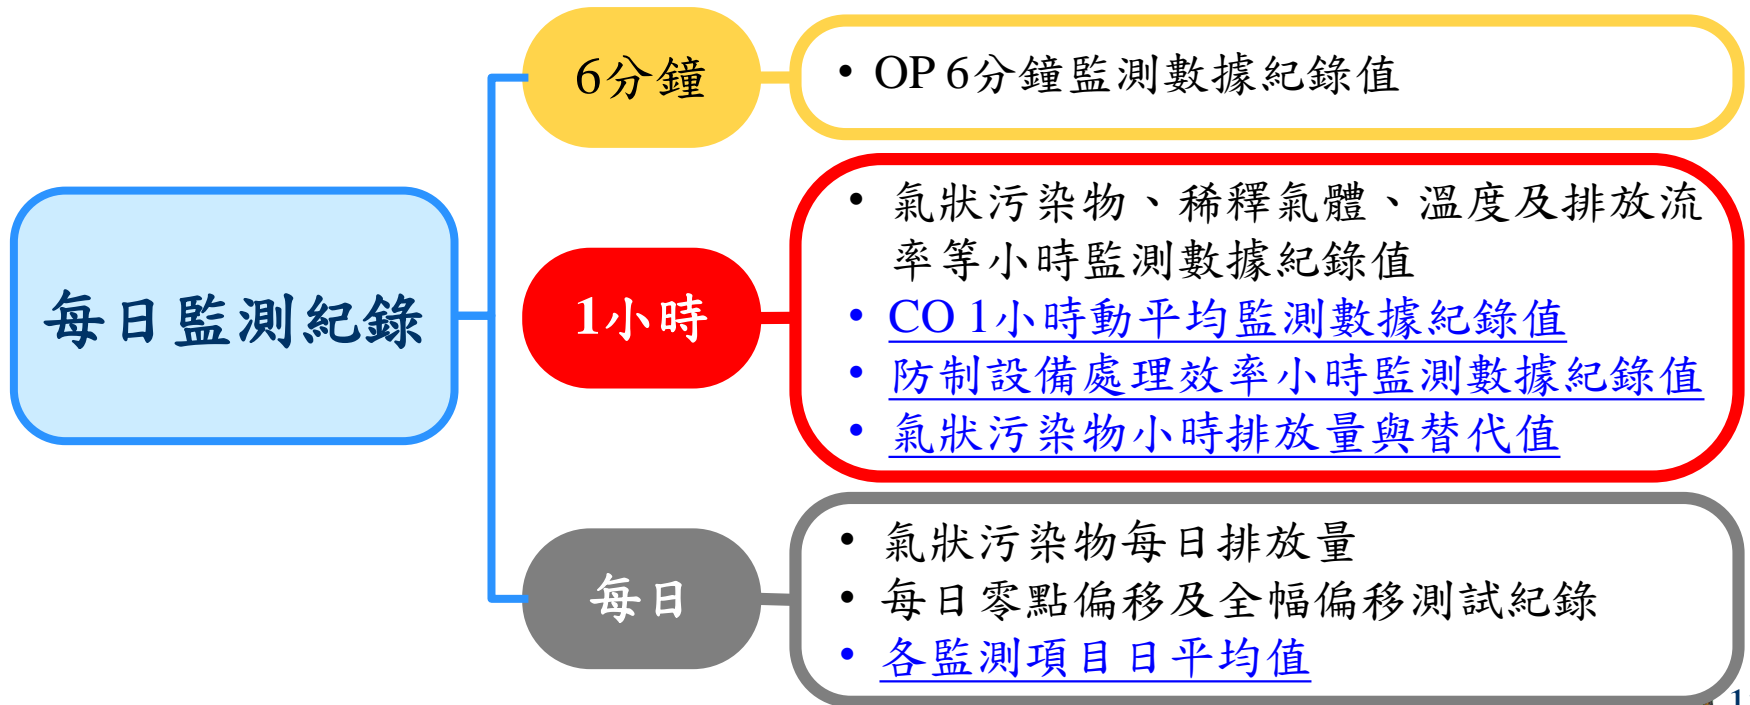 每日監測紀錄
6分鐘
• OP 6分鐘監測數據紀錄值
1小時
• 氣狀污染物、稀釋氣體、溫度及排放流
率等小時監測數據紀錄值
• CO 1小時動平均監測數據紀錄值
• 防制設備處理效率小時監測數據紀錄值
• 氣狀污染物小時排放量與替代值
每日
• 氣狀污染物每日排放量
• 每日零點偏移及全幅偏移測試紀錄
• 各監測項目日平均值